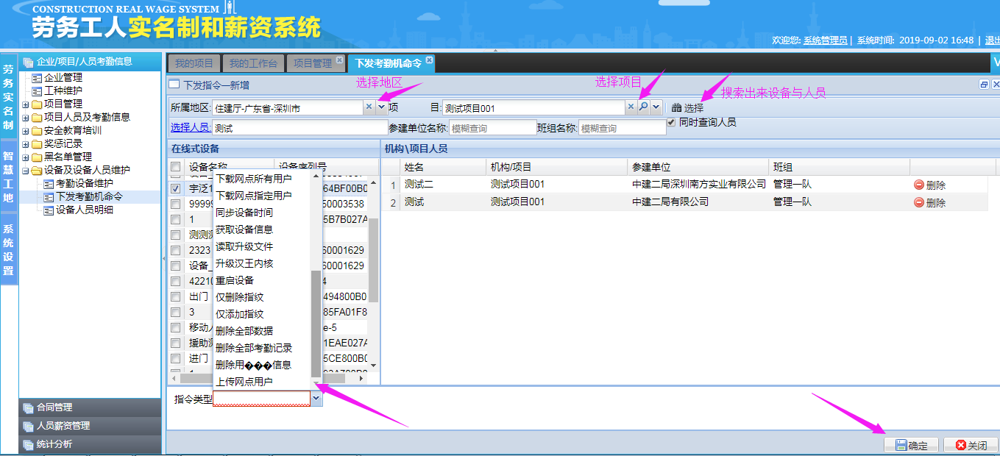 CONSTRUCTION REAL WAGE SYSTEM
劳务工人实名制和薪资系统
欢迎您: 系统管理员 | 系统时间: 2019-09-02 16:48 | 退出
劳务实名制
智慧工地
系统设置
企业/项目/人员考勤信息
企业管理
工种维护
项目管理
项目人员及考勤信息
安全教育培训
奖惩记录
黑名单管理
设备及设备人员维护
考勤设备维护
下发考勤机命令
设备人员明细
合同管理
人员薪资管理
统计分析
我的项目 我的工作台 项目管理 下发考勤机命令
下发指令—新增
选择地区 选择项目 搜索出来设备与人员
所属地区: 住建厅-广东省-深圳市 项 目: 测试项目001 选择
选择人员: 测试 参建单位名称: 模糊查询 班组名称: 模糊查询 同时查询人员
在线式设备 机构\项目人员
设备名称 设备序列号
姓名 机构/项目 参建单位 班组
1 测试二 测试项目001 中建二局深圳南方实业有限公司 管理一队 删除
2 测试 测试项目001 中建二局有限公司 管理一队 删除
宇泛1 64BF00B0
99999 50003538
1 5B7B027A
测测测
2323 60001629
设备_ 60001629
42210 4
出门 494800B0
3 85FA01F8
移动人 e-5
援助测 1EAE027A
进门 5CE800B0
下载网点所有用户
下载网点指定用户
同步设备时间
获取设备信息
读取升级文件
升级汉王内核
重启设备
仅删除指纹
仅添加指纹
删除全部数据
删除全部考勤记录
删除用���信息
上传网点用户
指令类型
确定 关闭